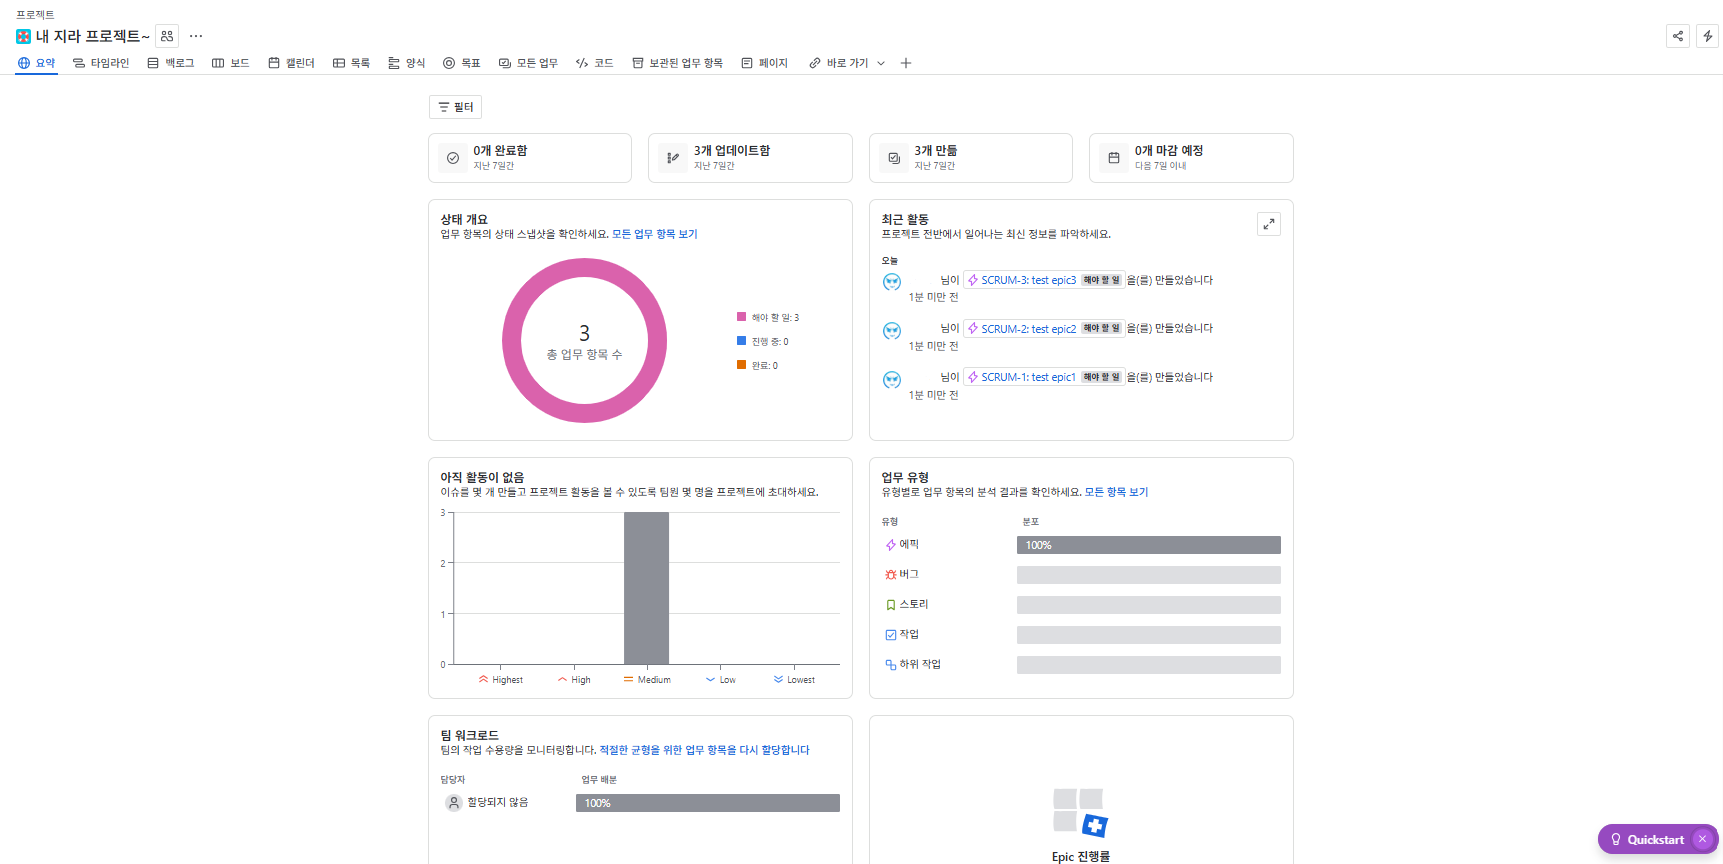 프로젝트
내 지라 프로젝트~
요약 타임라인 백로그 보드 캘린더 목록 양식 목표 모든 업무 코드 보관된 업무 항목 페이지 바로 가기
필터
0개 완료함
지난 7일간
3개 업데이트함
지난 7일간
3개 만듦
지난 7일간
0개 마감 예정
다음 7일 이내
상태 개요
업무 항목의 상태 스냅샷을 확인하세요. 모든 업무 항목 보기
3
총 업무 항목 수
해야 할 일: 3
진행 중: 0
완료: 0
최근 활동
프로젝트 전반에서 일어나는 최신 정보를 파악하세요.
오늘
님이 SCRUM-3: test epic3 해야 할 일 을(를) 만들었습니다
1분 미만 전
님이 SCRUM-2: test epic2 해야 할 일 을(를) 만들었습니다
1분 미만 전
님이 SCRUM-1: test epic1 해야 할 일 을(를) 만들었습니다
1분 미만 전
아직 활동이 없음
이슈를 몇 개 만들고 프로젝트 활동을 볼 수 있도록 팀원 몇 명을 프로젝트에 초대하세요.
3
2
1
0
Highest High Medium Low Lowest
업무 유형
유형별로 업무 항목의 분석 결과를 확인하세요. 모든 항목 보기
유형 분포
에픽 100%
버그
스토리
작업
하위 작업
팀 워크로드
팀의 작업 수용량을 모니터링합니다. 적절한 균형을 위한 업무 항목을 다시 할당합니다
담당자 업무 배분
할당되지 않음 100%
Epic 진행률
Quickstart